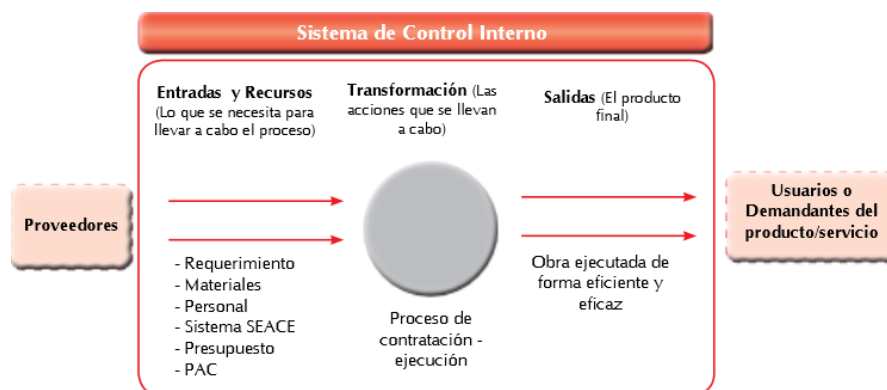 Sistema de Control Interno
Proveedores
Entradas y Recursos
(Lo que se necesita para
llevar a cabo el proceso)
- Requerimiento
- Materiales
- Personal
- Sistema SEACE
- Presupuesto
- PAC
Transformación (Las
acciones que se llevan
a cabo)
Proceso de
contratación -
ejecución
Salidas (El producto
final)
Obra ejecutada de
forma eficiente y
eficaz
Usuarios o
Demandantes del
producto/servicio